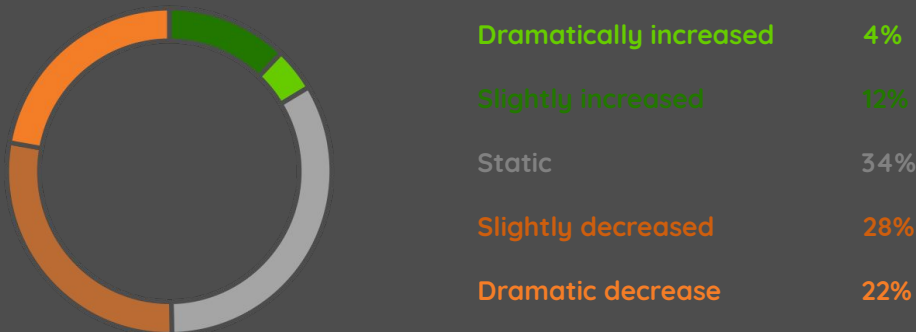 Dramatically increased 4%
Slightly increased 12%
Static 34%
Slightly decreased 28%
Dramatic decrease 22%